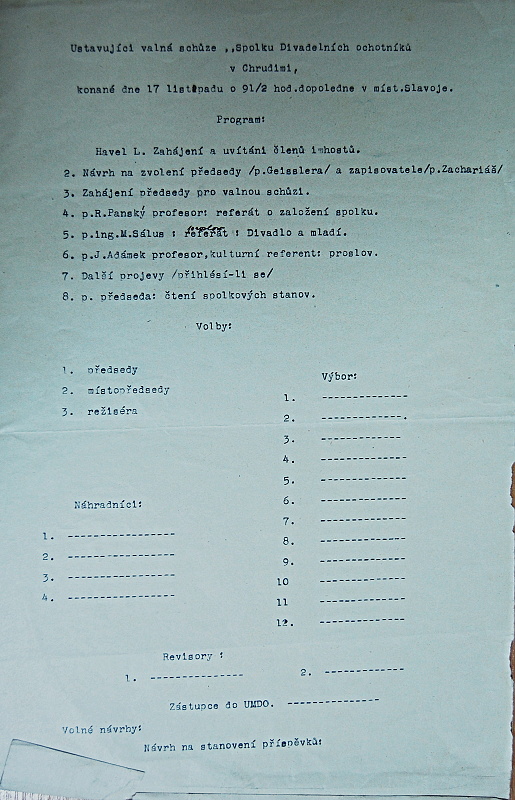 Ustavující valná schůze ,,Spolku Divadelních ochotníků
v Chrudimi,
konané dne 17 listopadu o 91/2 hod.dopoledne v míst.Slavoje.
Program:
Havel L. Zahájení a uvítání členů i hostů.
2. Návrh na zvolení předsedy /p.Geisslera/ a zapisovatele/p.Zachariáš/
3. Zahájení předsedy pro valnou schůzi.
4. p.R.Panský profesor: referát o založení spolku.
5. p.ing.M.Sálus : referát : Divadlo a mladí.
6. p.J.Adámek profesor,kulturní referent: proslov.
7. Další projevy /přihlásí-li se/
8. p. předseda: čtení spolkových stanov.
Volby:
1. předsedy
2. místopředsedy
3. režiséra
Výbor:
1. --------------
2. --------------.
3. -------------
4. --------------
5. --------------
6. --------------
7. --------------
8. --------------
9. --------------
10 --------------
11 --------------
12. --------------
Náhradníci:
1. -----------------
2. -----------------
3. -----------------
4. -----------------
Revisory :
1. --------------- 2. -------------
Zástupce do UMDO. ---------------
Volné návrhy:
Návrh na stanovení příspěvků: